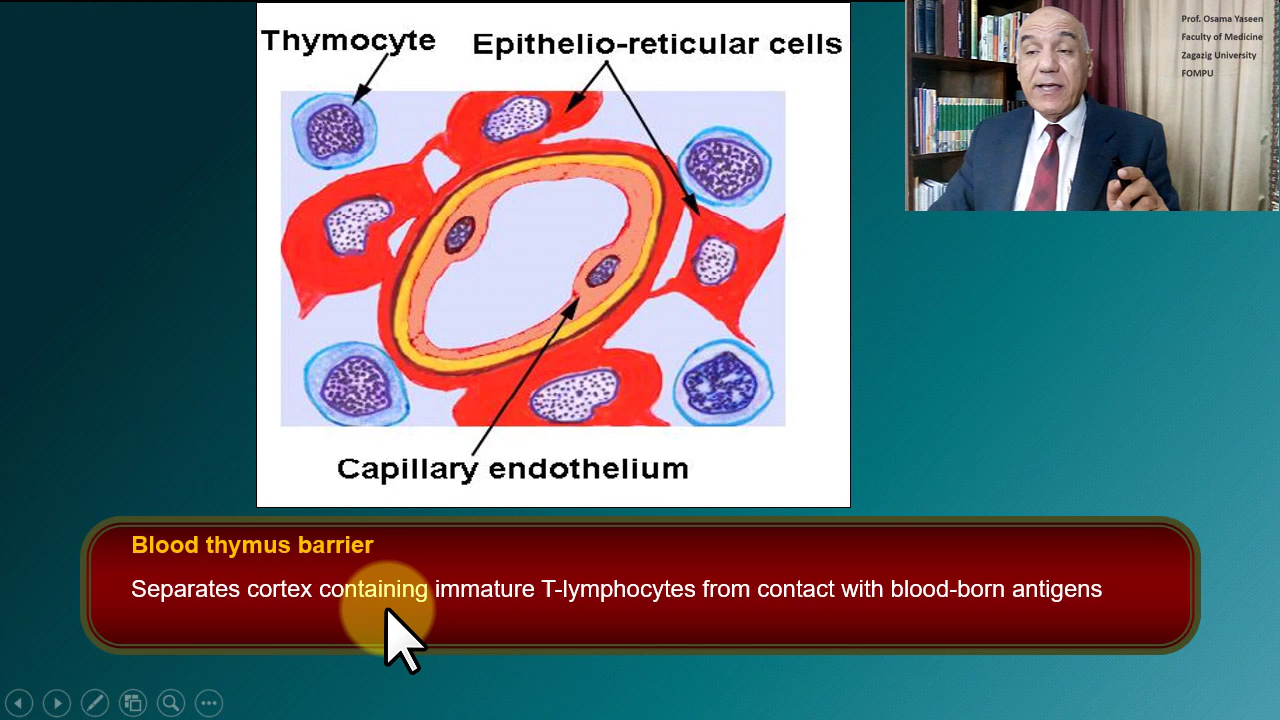 Thymocyte
Epithelio-reticular cells
Capillary endothelium
Prof. Osama Yaseen
Faculty of Medicine
Zagazig University
FOMPU
Blood thymus barrier
Separates cortex containing immature T-lymphocytes from contact with blood-born antigens